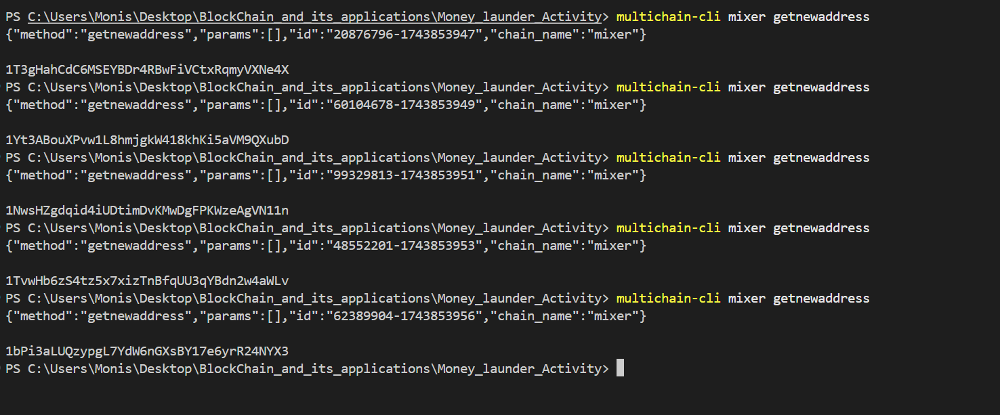 PS C:\Users\Monis\Desktop\BlockChain_and_its_applications\Money_launder_Activity> multichain-cli mixer getnewaddress
{"method":"getnewaddress","params":[],"id":"20876796-1743853947","chain_name":"mixer"}
1T3gHahCdC6MSEYBDr4RBwFiVCtxRqmyVXNe4X
PS C:\Users\Monis\Desktop\BlockChain_and_its_applications\Money_launder_Activity> multichain-cli mixer getnewaddress
{"method":"getnewaddress","params":[],"id":"60104678-1743853949","chain_name":"mixer"}
1Yt3ABouXPvw1L8hmjgkW418khKi5aVM9QXubD
PS C:\Users\Monis\Desktop\BlockChain_and_its_applications\Money_launder_Activity> multichain-cli mixer getnewaddress
{"method":"getnewaddress","params":[],"id":"99329813-1743853951","chain_name":"mixer"}
1NwsHZgdqid4iUDtimDvKMwDgFPKWzeAgVN11n
PS C:\Users\Monis\Desktop\BlockChain_and_its_applications\Money_launder_Activity> multichain-cli mixer getnewaddress
{"method":"getnewaddress","params":[],"id":"48552201-1743853953","chain_name":"mixer"}
1TvwHb6zS4tz5x7xizTnBfqUU3qYBdn2w4aWLv
PS C:\Users\Monis\Desktop\BlockChain_and_its_applications\Money_launder_Activity> multichain-cli mixer getnewaddress
{"method":"getnewaddress","params":[],"id":"62389904-1743853956","chain_name":"mixer"}
1bPi3aLUQzypgL7YdW6nGXsBY17e6yrR24NYX3
PS C:\Users\Monis\Desktop\BlockChain_and_its_applications\Money_launder_Activity>